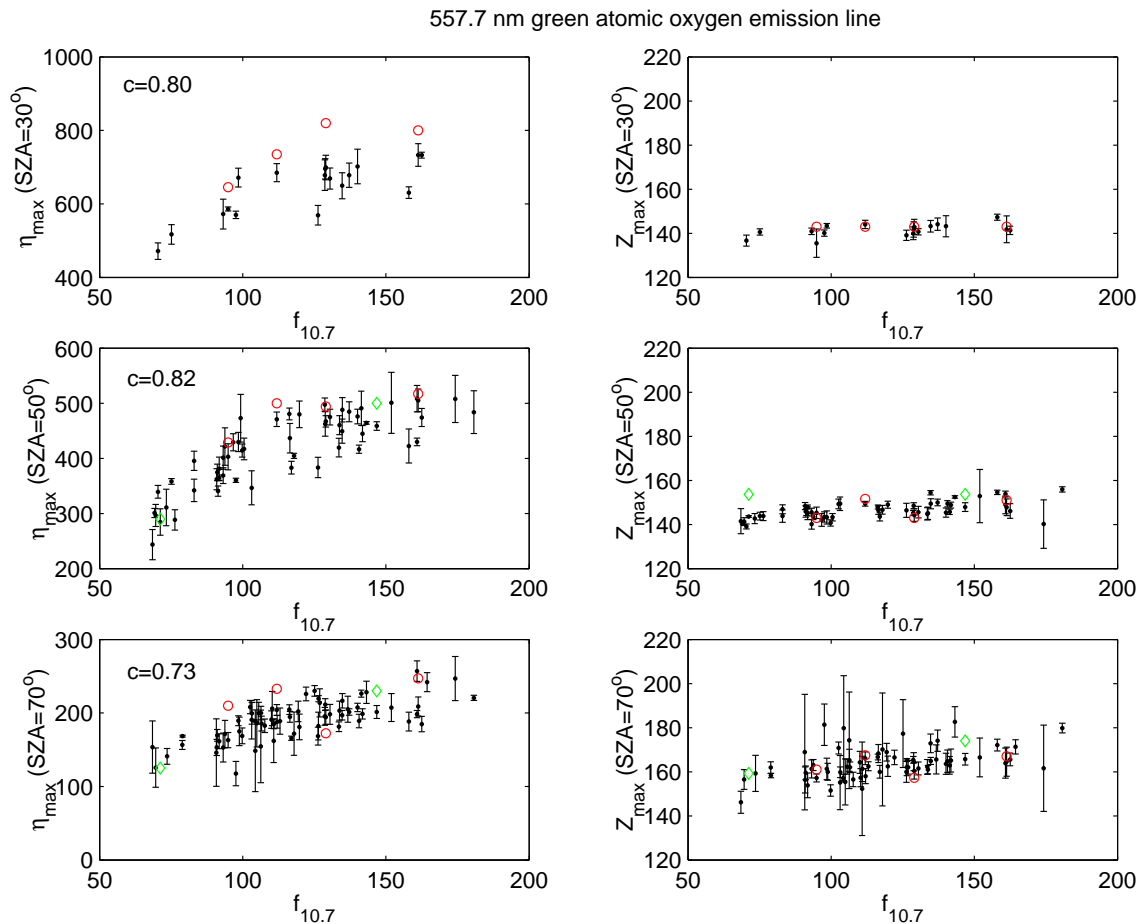 557.7 nm green atomic oxygen emission line
c=0.80
η_max (SZA=30°)
1000
800
600
400
50 100 150 200
f_10.7
Z_max (SZA=30°)
220
200
180
160
140
120
50 100 150 200
f_10.7
c=0.82
η_max (SZA=50°)
600
500
400
300
200
50 100 150 200
f_10.7
Z_max (SZA=50°)
220
200
180
160
140
120
50 100 150 200
f_10.7
c=0.73
η_max (SZA=70°)
300
200
100
0
50 100 150 200
f_10.7
Z_max (SZA=70°)
220
200
180
160
140
120
50 100 150 200
f_10.7